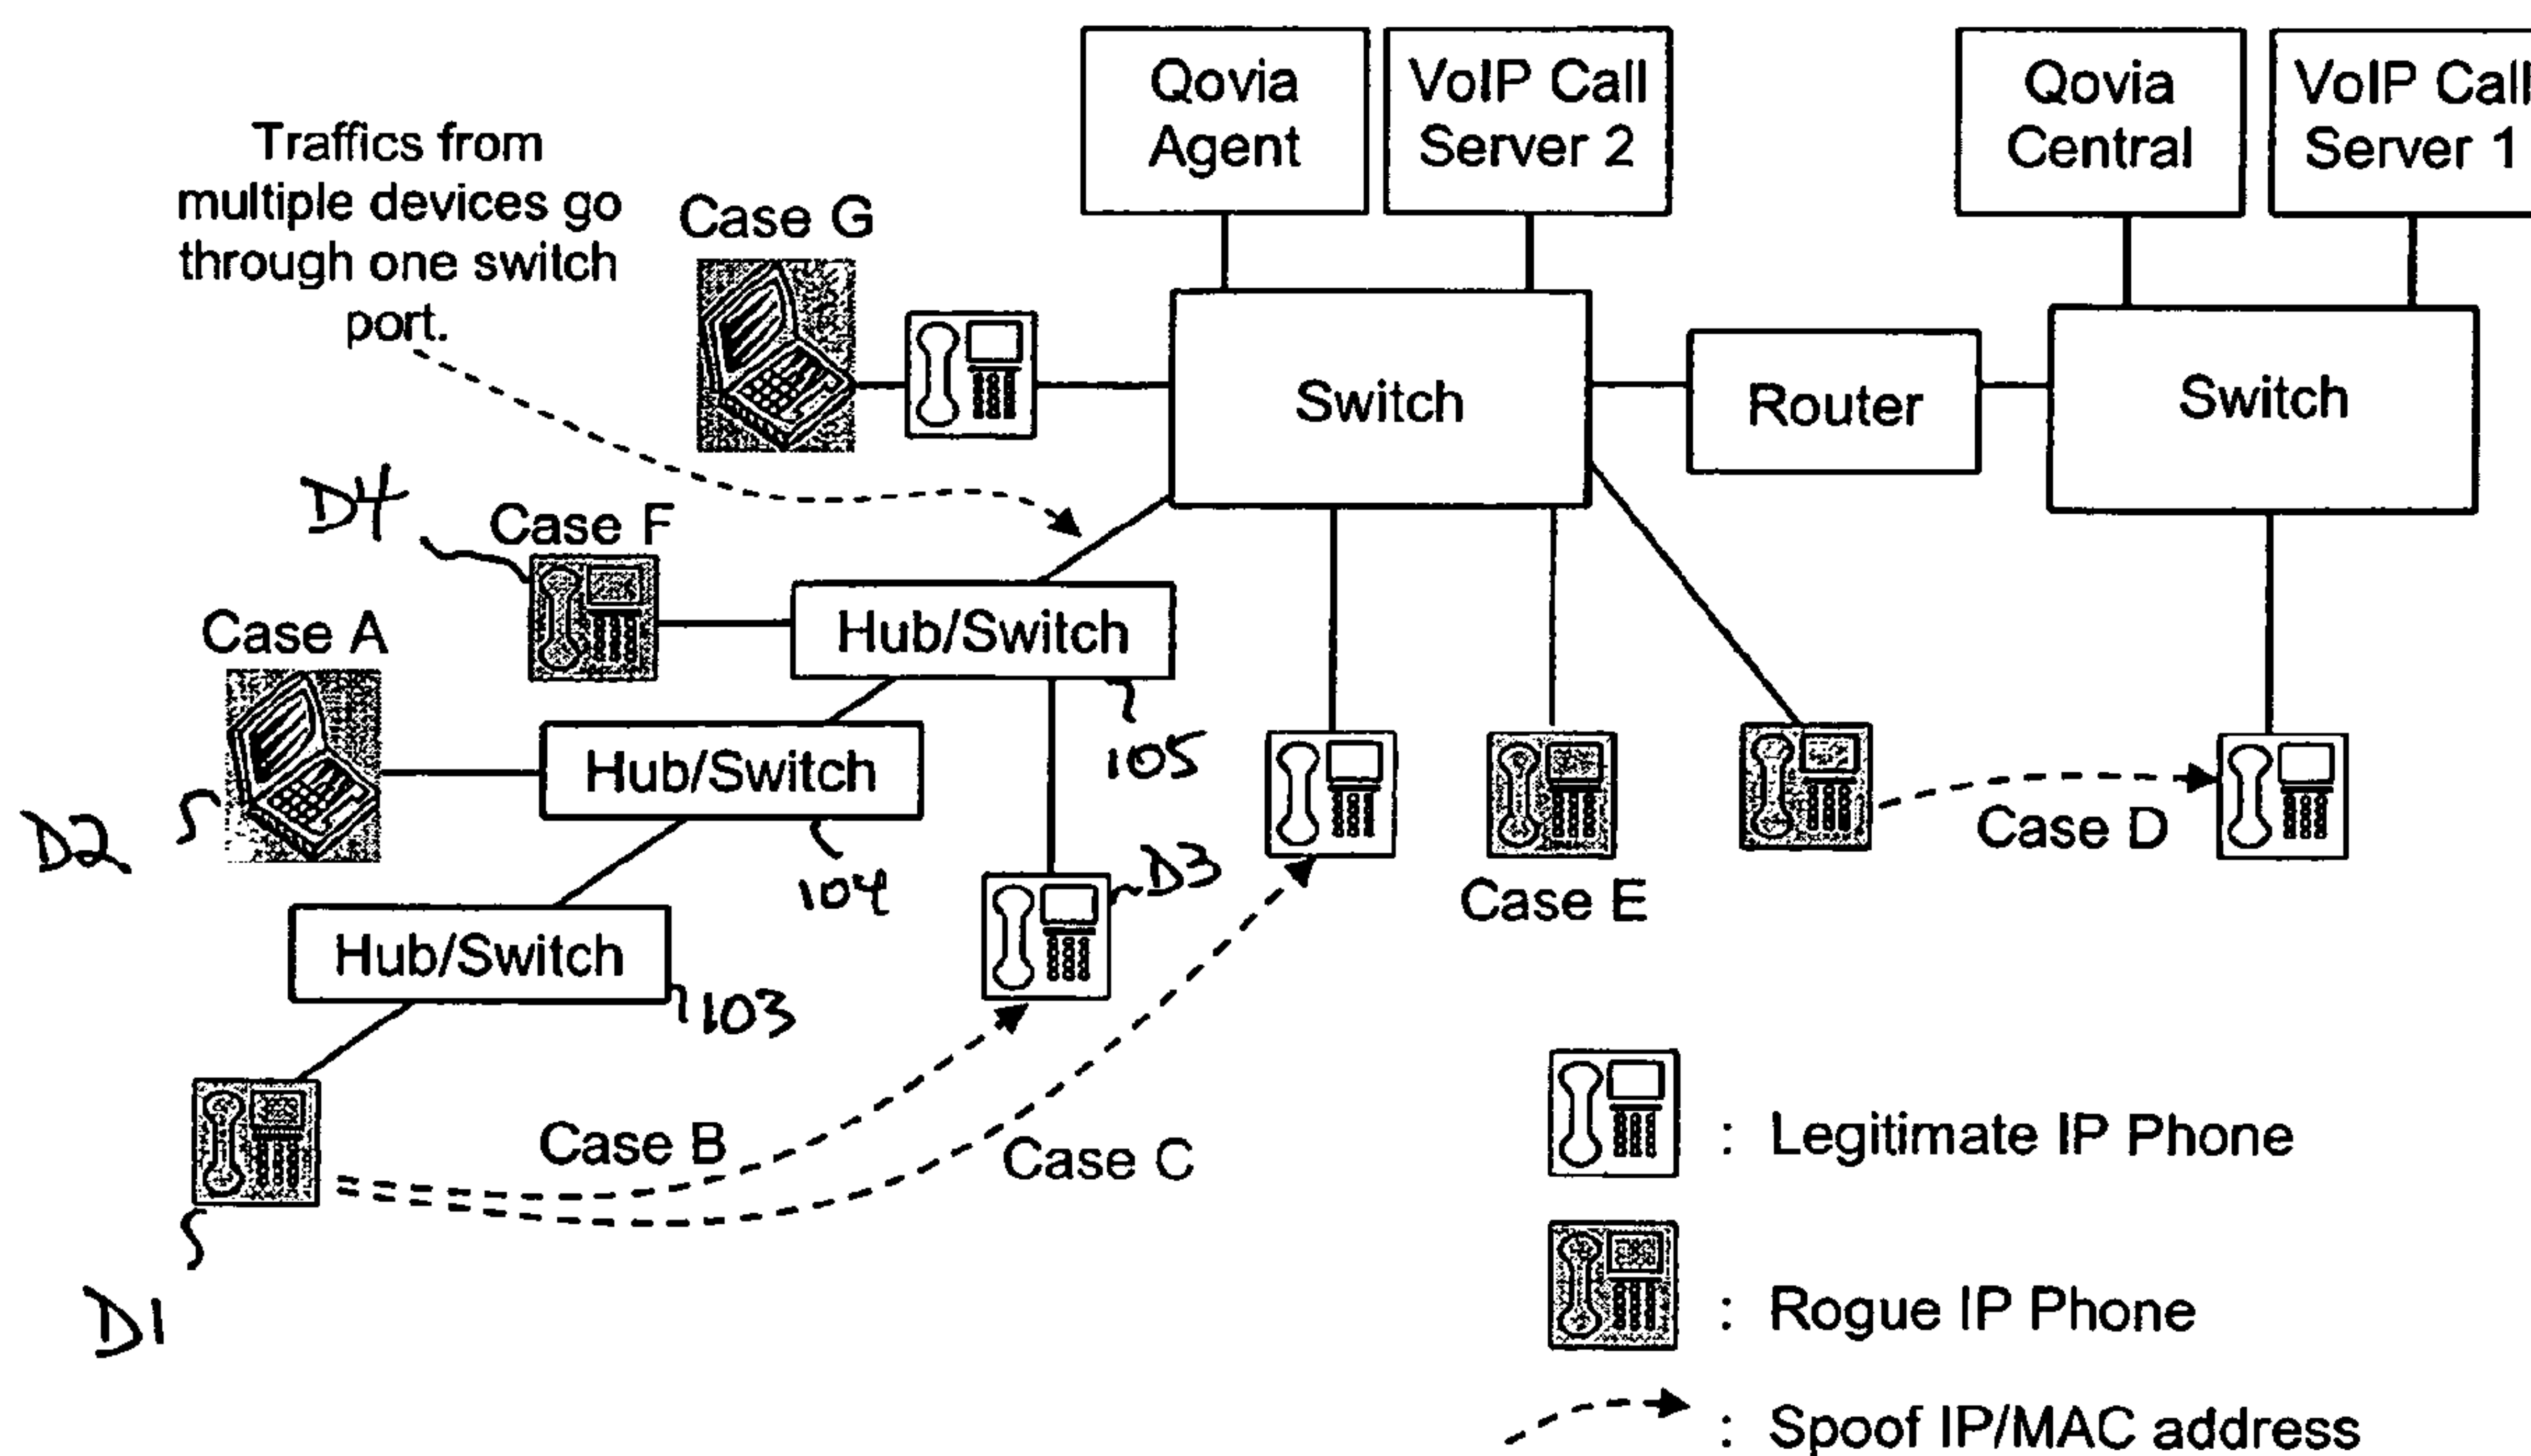 Traffics from
multiple devices go
through one switch
port.
Case G
Qovia
Agent
VoIP Call
Server 2
Qovia
Central
VoIP Call
Server 1
Switch
Router
Switch
D4
Case F
Hub/Switch
105
Case A
D2
Hub/Switch
104
D3
Hub/Switch
103
D1
Case B
Case C
Case E
Case D
: Legitimate IP Phone
: Rogue IP Phone
: Spoof IP/MAC address